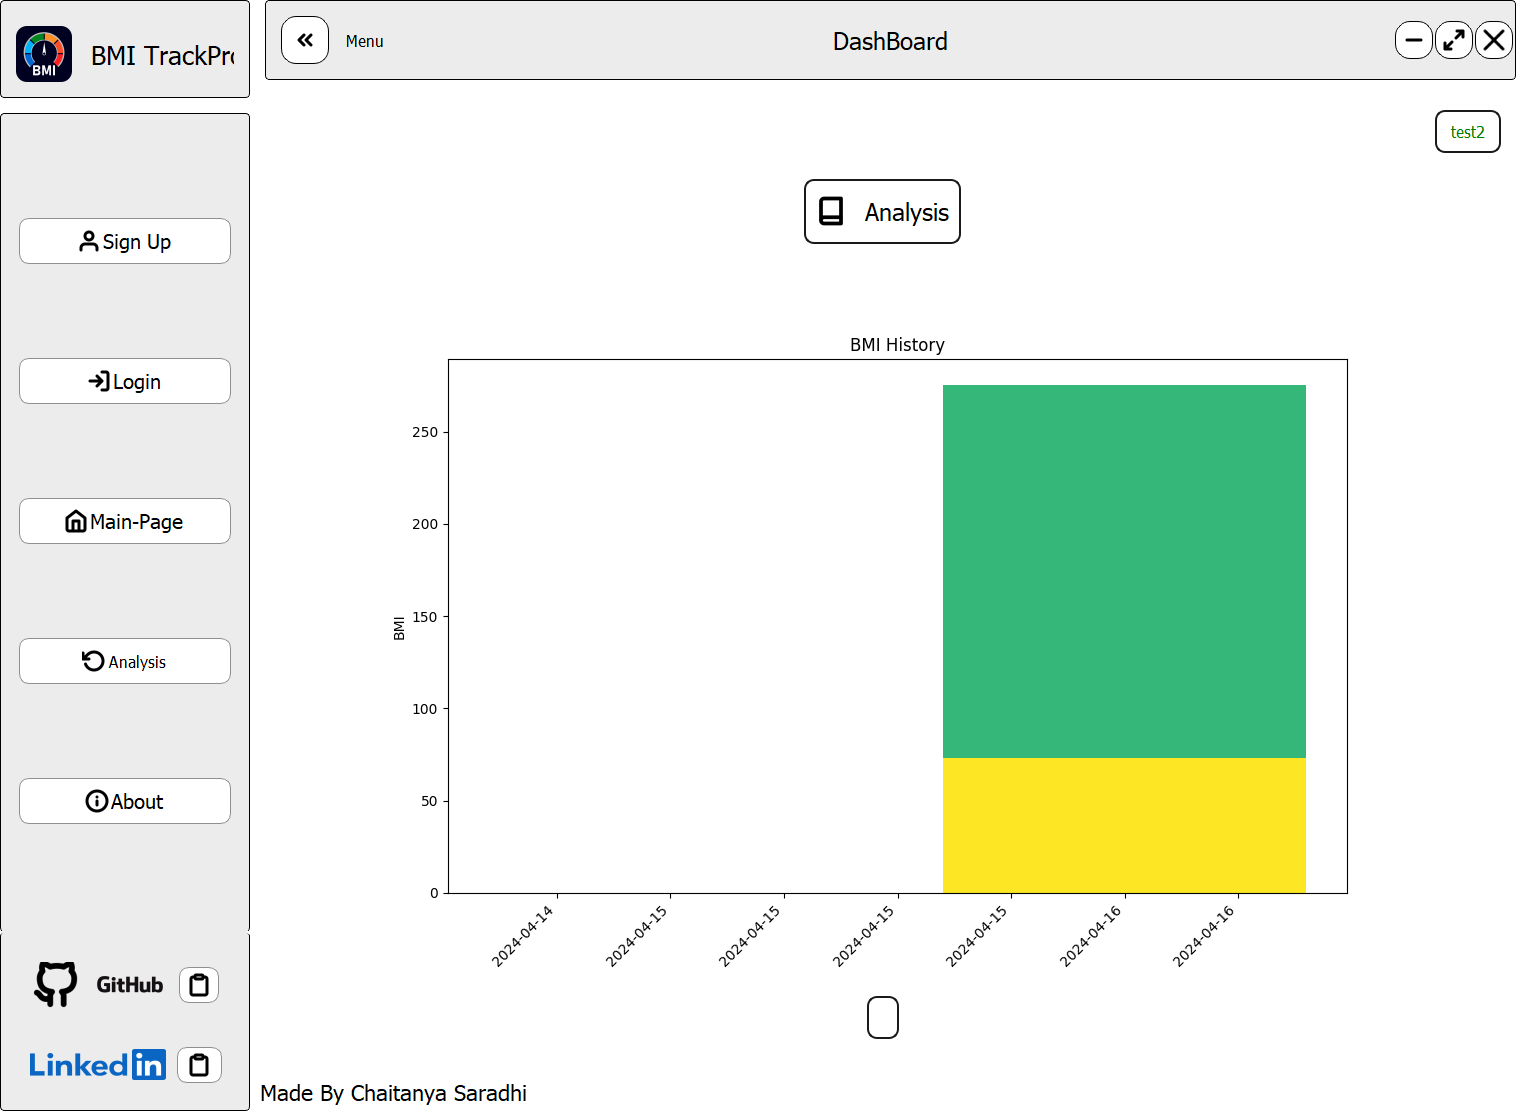 BMI
BMI TrackPr
Menu
DashBoard
test2
Analysis
Sign Up
Login
Main-Page
Analysis
About
GitHub
Linkedin
BMI History
BMI
250
200
150
100
50
0
2024-04-14
2024-04-15
2024-04-15
2024-04-15
2024-04-15
2024-04-16
2024-04-16
Made By Chaitanya Saradhi